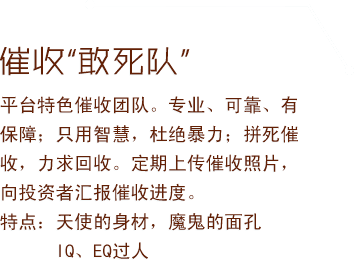 催收“敢死队”
平台特色催收团队。专业、可靠、有
保障；只用智慧，杜绝暴力；拼死催
收，力求回收。定期上传催收照片，
向投资者汇报催收进度。
特点：天使的身材，魔鬼的面孔
IQ、EQ过人